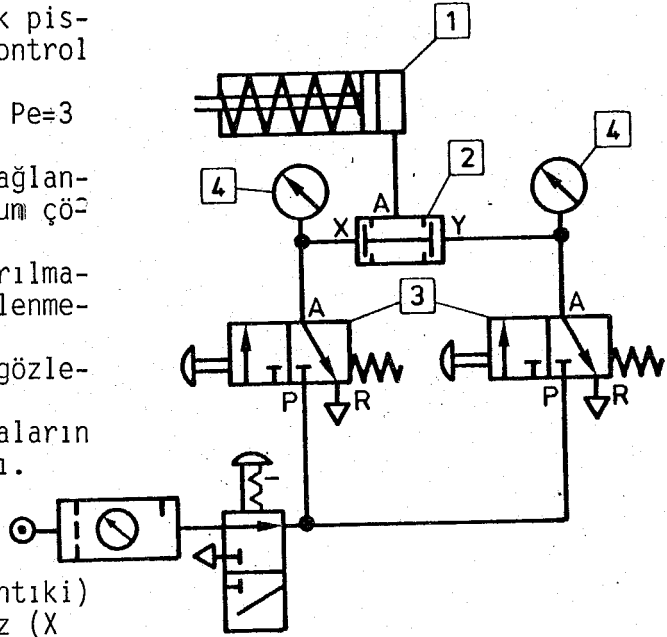 k pis-
ontrol
Pe=3
ağlan-
um çö-
rılma-
lenme-
gözle-
aların
ı.
ntıki)
z (X
1
2
4
4
A
X
Y
3
A
A
P
R
P
R